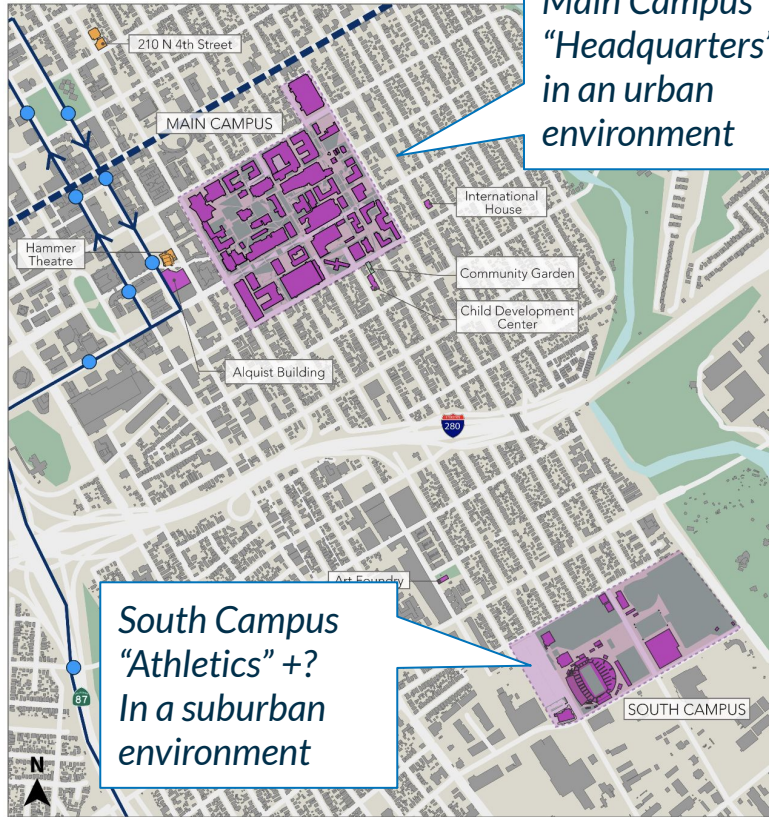 Main Campus
“Headquarters”
in an urban
environment
210 N 4th Street
MAIN CAMPUS
International
House
Hammer
Theatre
Community Garden
Child Development
Center
Alquist Building
280
Art Foundry
South Campus
“Athletics” +?
In a suburban
environment
87
SOUTH CAMPUS
N